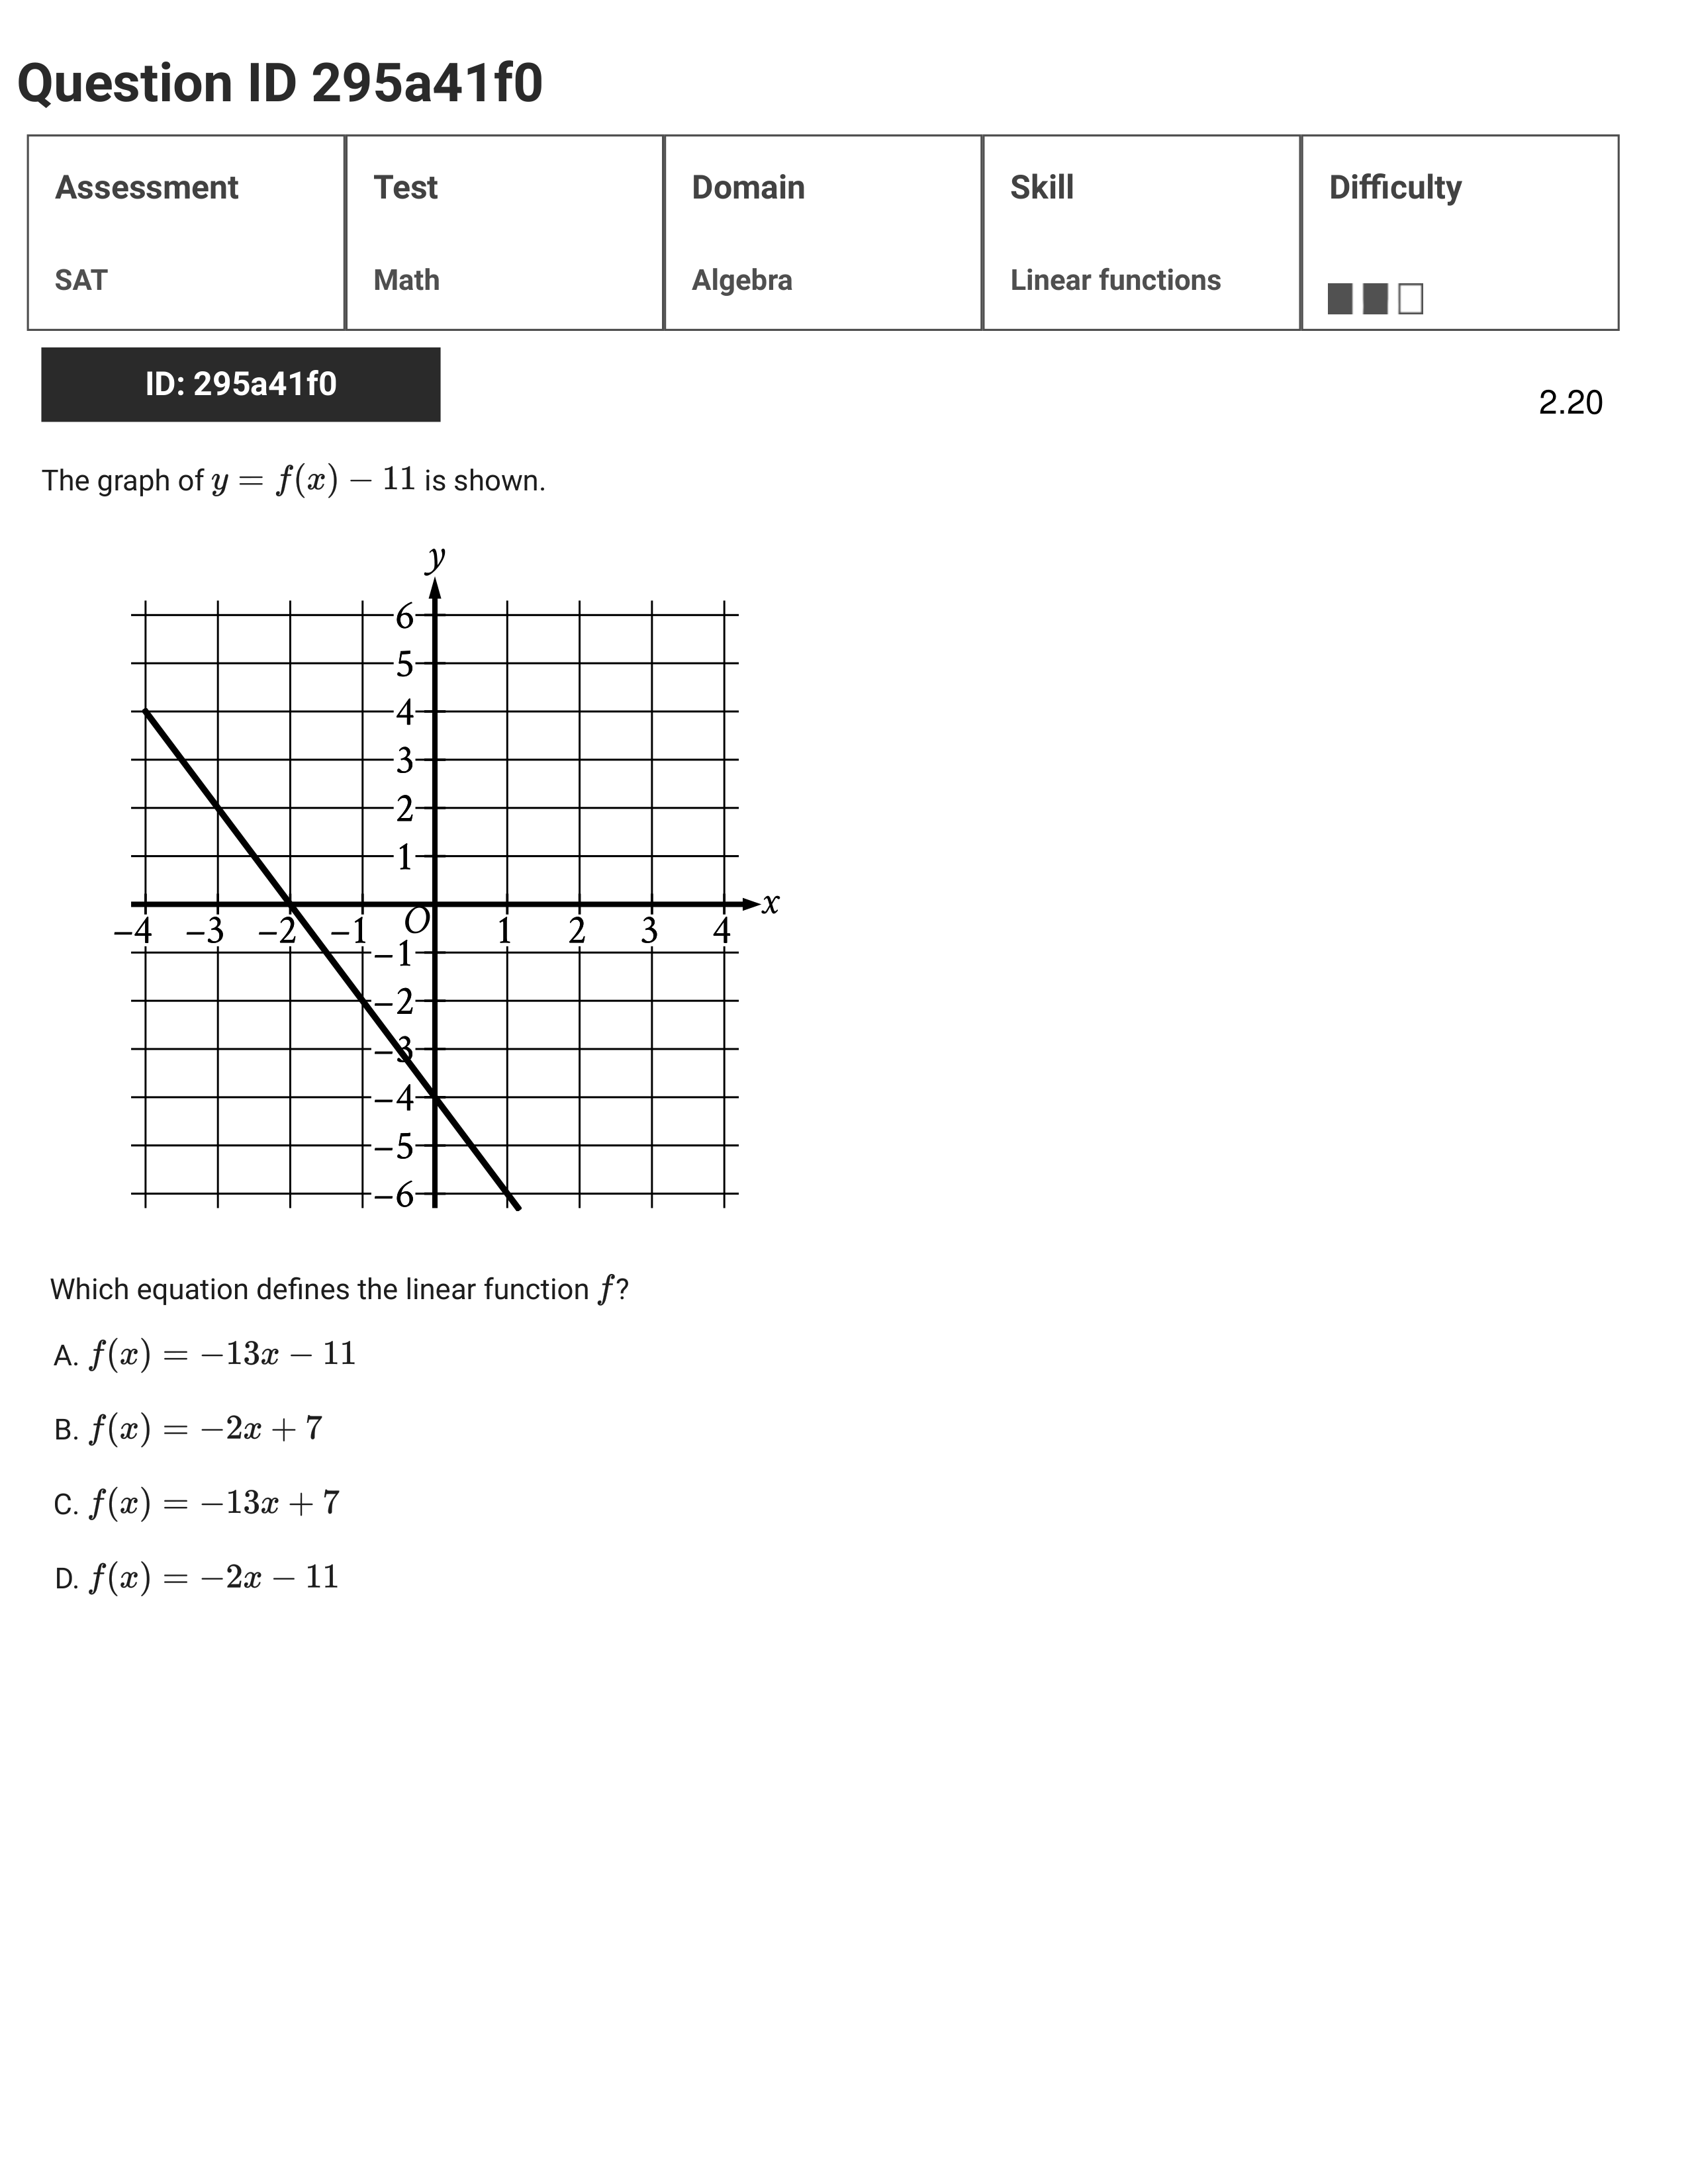 Question ID 295a41f0
Assessment Test Domain Skill Difficulty
SAT Math Algebra Linear functions
ID: 295a41f0
2.20
The graph of y = f(x) − 11 is shown.
y
6
5
4
3
2
1
x
−4 −3 −2 −1 O 1 2 3 4
−1
−2
−3
−4
−5
−6
Which equation defines the linear function f?
A. f(x) = −13x − 11
B. f(x) = −2x + 7
C. f(x) = −13x + 7
D. f(x) = −2x − 11